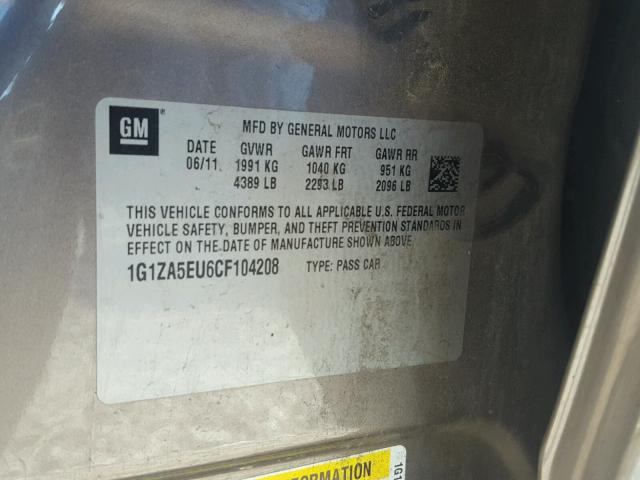 GM
MFD BY GENERAL MOTORS LLC
DATE GVWR GAWR FRT GAWR RR
06/11 1991 KG 1040 KG 951 KG
4389 LB 2293 LB 2096 LB
THIS VEHICLE CONFORMS TO ALL APPLICABLE U.S. FEDERAL MOTOR
VEHICLE SAFETY, BUMPER, AND THEFT PREVENTION STANDARDS IN
EFFECT ON THE DATE OF MANUFACTURE SHOWN ABOVE.
1G1ZA5EU6CF104208 TYPE: PASS CAR